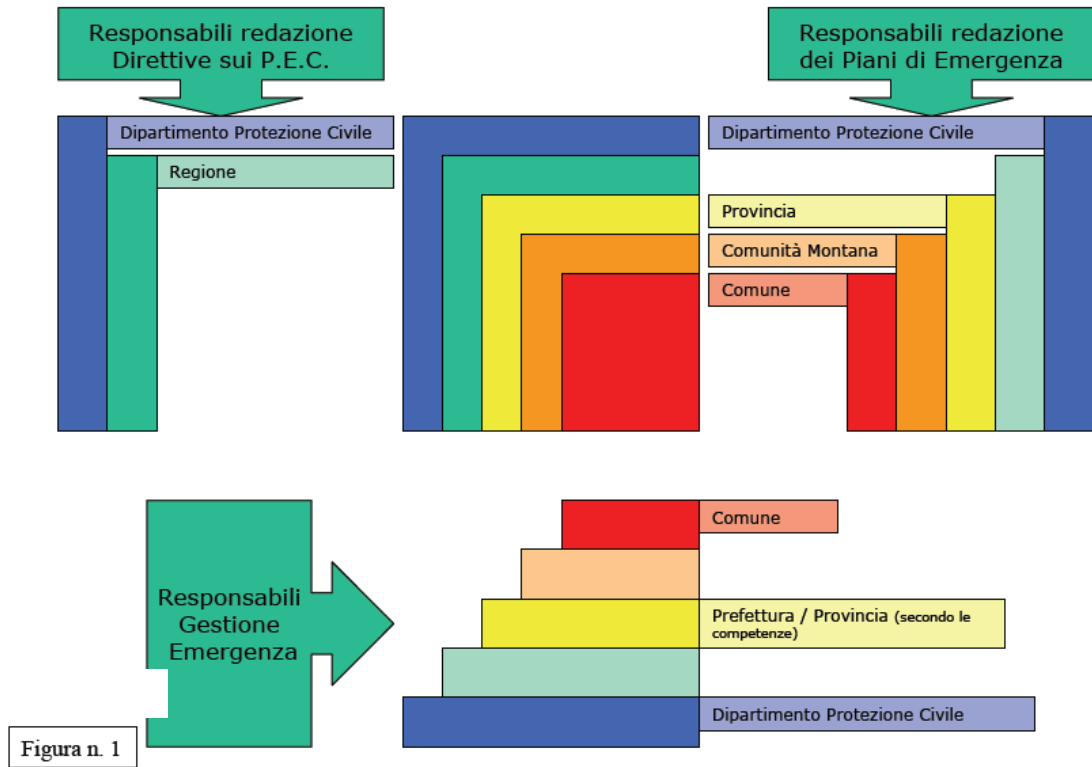 Responsabili redazione
Direttive sui P.E.C.
Responsabili redazione
dei Piani di Emergenza
Dipartimento Protezione Civile
Regione
Dipartimento Protezione Civile
Provincia
Comunità Montana
Comune
Responsabili
Gestione
Emergenza
Comune
Prefettura / Provincia (secondo le
competenze)
Dipartimento Protezione Civile
Figura n. 1